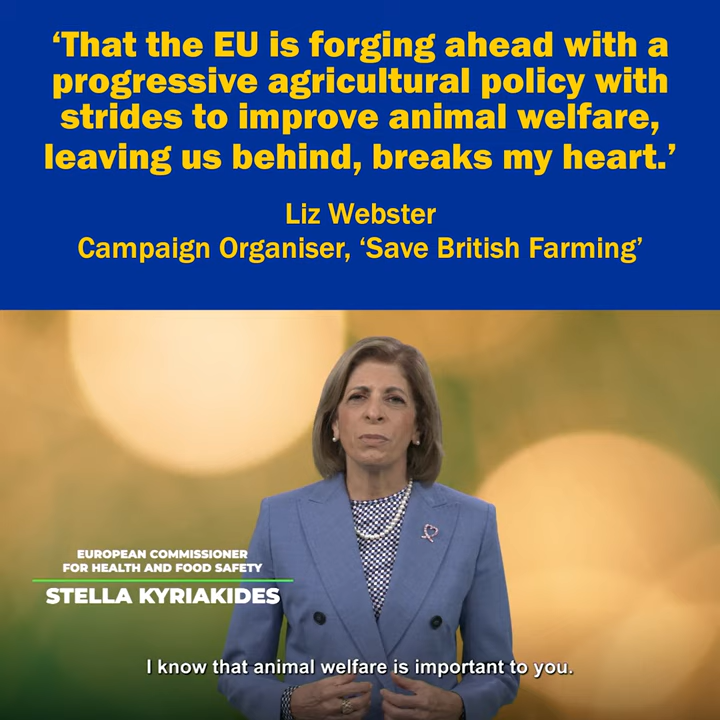 ‘That the EU is forging ahead with a
progressive agricultural policy with
strides to improve animal welfare,
leaving us behind, breaks my heart.’
Liz Webster
Campaign Organiser, ‘Save British Farming’
EUROPEAN COMMISSIONER
FOR HEALTH AND FOOD SAFETY
STELLA KYRIAKIDES
I know that animal welfare is important to you.